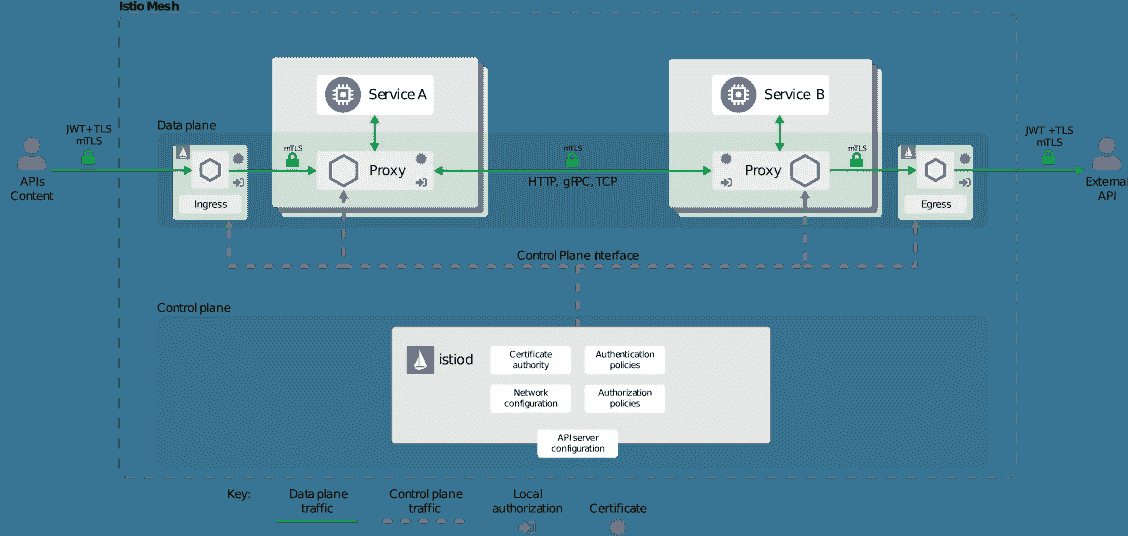 Istio Mesh
Service A
Service B
Data plane
JWT+TLS
mTLS
mTLS
mTLS
mTLS
JWT +TLS
mTLS
Proxy
Proxy
HTTP, gRPC, TCP
APIs
Content
Ingress
Egress
External
API
Control Plane Interface
Control plane
istiod
Certificate
authority
Authentication
policies
Network
configuration
Authorization
policies
API server
configuration
Key:
Data plane
traffic
Control plane
traffic
Local
authorization
Certificate